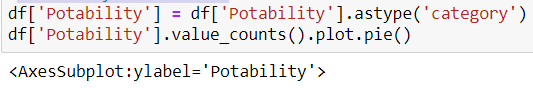 df['Potability'] = df['Potability'].astype('category')
df['Potability'].value_counts().plot.pie()
<AxesSubplot:ylabel='Potability'>